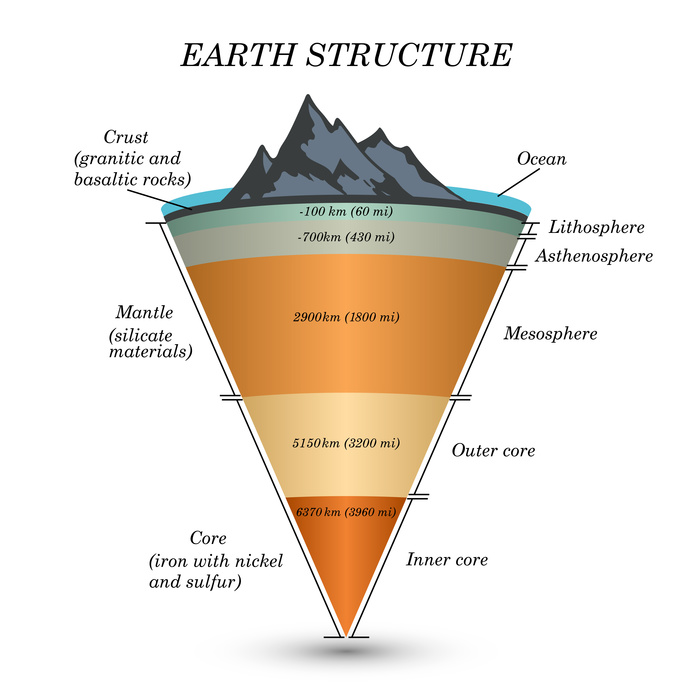 EARTH STRUCTURE
Crust
(granitic and
basaltic rocks)
Ocean
-100 km (60 mi)
Lithosphere
-700km (430 mi)
Asthenosphere
Mantle
(silicate
materials)
2900km (1800 mi)
Mesosphere
5150km (3200 mi)
Outer core
6370 km (3960 mi)
Core
(iron with nickel
and sulfur)
Inner core